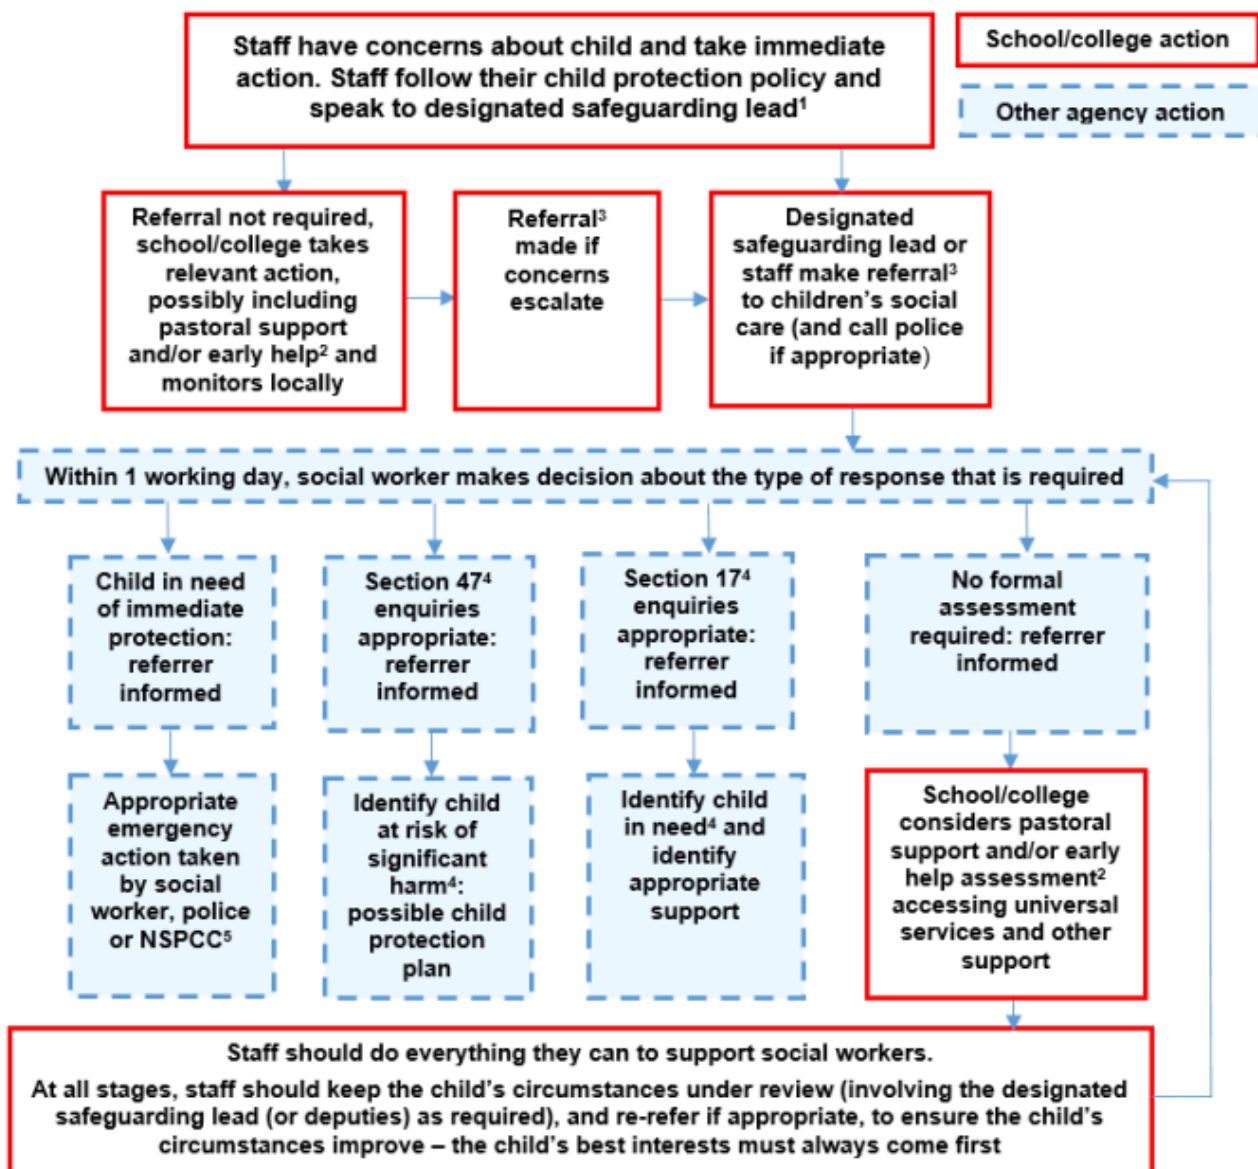 Staff have concerns about child and take immediate
action. Staff follow their child protection policy and
speak to designated safeguarding lead¹
School/college action
Other agency action
Referral not required,
school/college takes
relevant action,
possibly including
pastoral support
and/or early help² and
monitors locally
Referral³
made if
concerns
escalate
Designated
safeguarding lead or
staff make referral³
to children’s social
care (and call police
if appropriate)
Within 1 working day, social worker makes decision about the type of response that is required
Child in need
of immediate
protection:
referrer
informed
Section 47⁴
enquiries
appropriate:
referrer
informed
Section 17⁴
enquiries
appropriate:
referrer
informed
No formal
assessment
required: referrer
informed
Appropriate
emergency
action taken
by social
worker, police
or NSPCC⁵
Identify child
at risk of
significant
harm⁴:
possible child
protection
plan
Identify child
in need⁴ and
identify
appropriate
support
School/college
considers pastoral
support and/or early
help assessment²
accessing universal
services and other
support
Staff should do everything they can to support social workers.
At all stages, staff should keep the child’s circumstances under review (involving the designated
safeguarding lead (or deputies) as required), and re-refer if appropriate, to ensure the child’s
circumstances improve – the child’s best interests must always come first